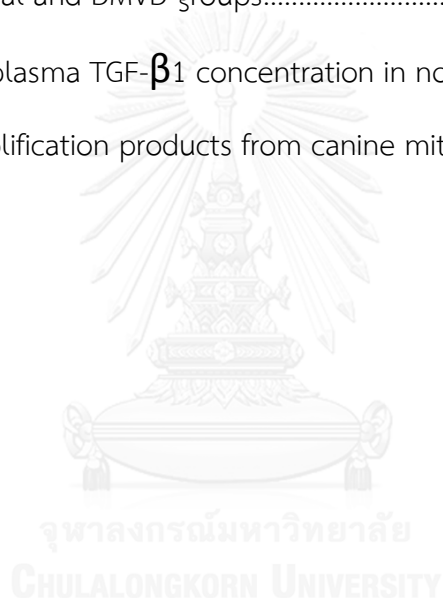 al and DMVD groups..............................
plasma TGF-β1 concentration in no
olification products from canine mit
จุฬาลงกรณ์มหาวิทยาลัย
CHULALONGKORN UNIVERSITY